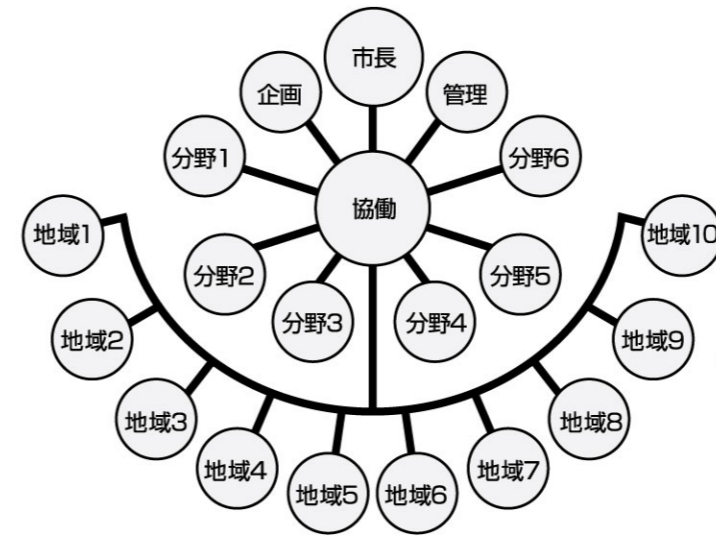 市長
企画
管理
分野1
分野6
協働
地域1
地域10
分野2
分野5
分野3
分野4
地域2
地域9
地域3
地域8
地域4
地域7
地域5
地域6